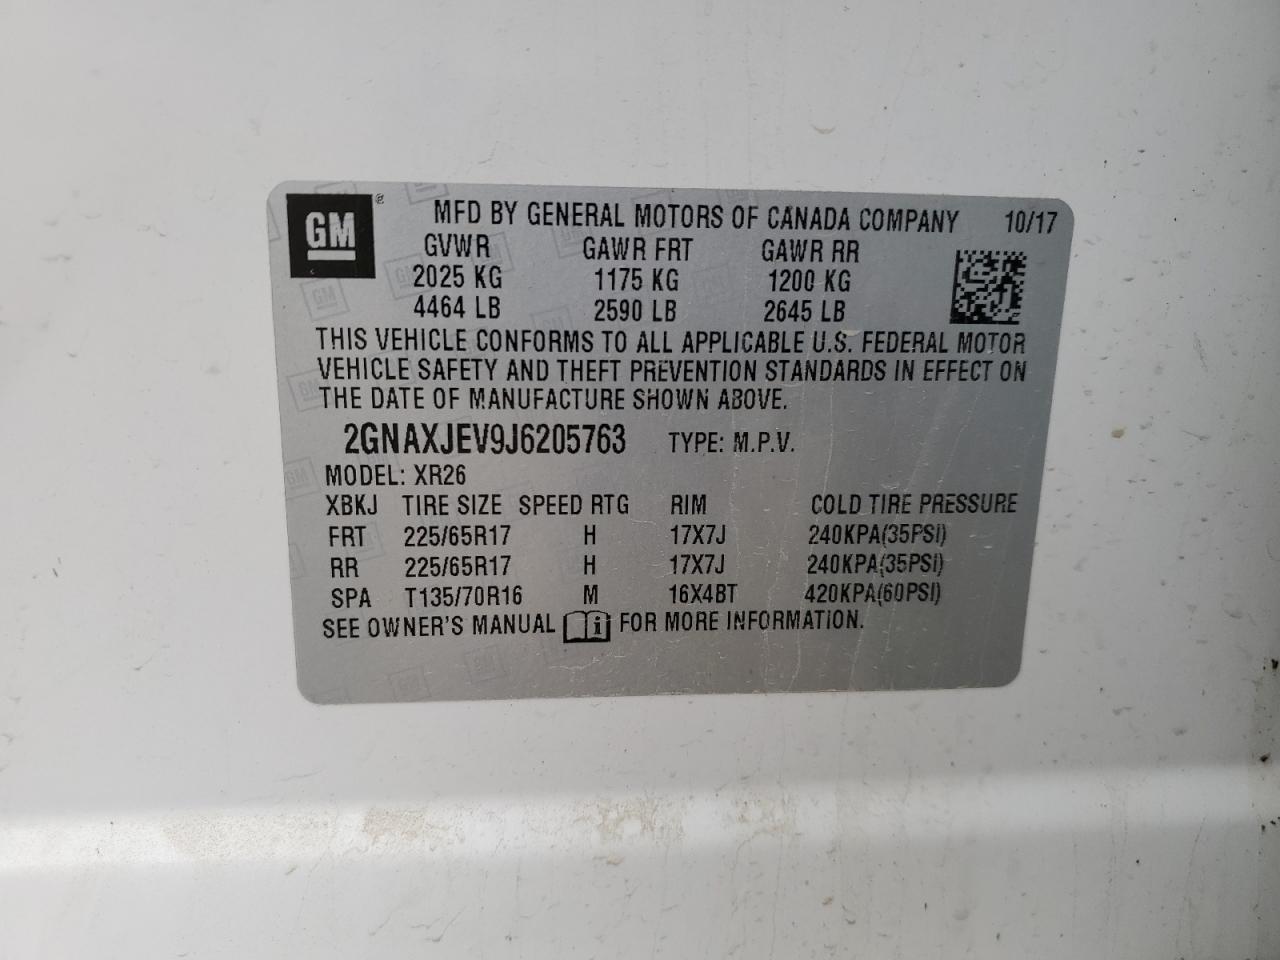 GM ®
MFD BY GENERAL MOTORS OF CANADA COMPANY 10/17
GVWR GAWR FRT GAWR RR
2025 KG 1175 KG 1200 KG
4464 LB 2590 LB 2645 LB
THIS VEHICLE CONFORMS TO ALL APPLICABLE U.S. FEDERAL MOTOR
VEHICLE SAFETY AND THEFT PREVENTION STANDARDS IN EFFECT ON
THE DATE OF MANUFACTURE SHOWN ABOVE.
2GNAXJEV9J6205763 TYPE: M.P.V.
MODEL: XR26
XBKJ TIRE SIZE SPEED RTG RIM COLD TIRE PRESSURE
FRT 225/65R17 H 17X7J 240KPA(35PSI)
RR 225/65R17 H 17X7J 240KPA(35PSI)
SPA T135/70R16 M 16X4BT 420KPA(60PSI)
SEE OWNER'S MANUAL i FOR MORE INFORMATION.